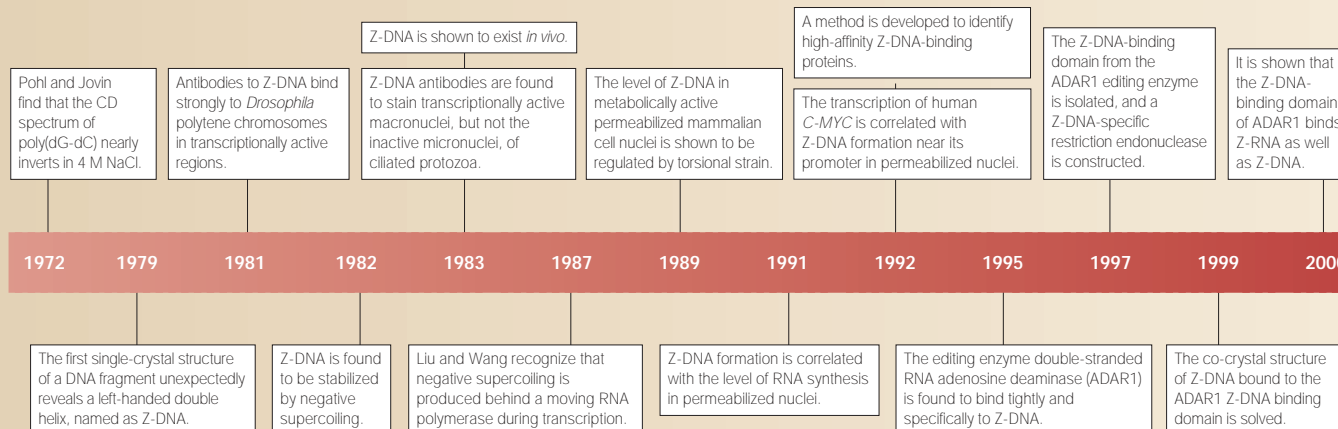 Z-DNA is shown to exist in vivo.
A method is developed to identify
high-affinity Z-DNA-binding
proteins.
Pohl and Jovin
find that the CD
spectrum of
poly(dG-dC) nearly
inverts in 4 M NaCl.
Antibodies to Z-DNA bind
strongly to Drosophila
polytene chromosomes
in transcriptionally active
regions.
Z-DNA antibodies are found
to stain transcriptionally active
macronuclei, but not the
inactive micronuclei, of
ciliated protozoa.
The level of Z-DNA in
metabolically active
permeabilized mammalian
cell nuclei is shown to be
regulated by torsional strain.
The transcription of human
C-MYC is correlated with
Z-DNA formation near its
promoter in permeabilized nuclei.
The Z-DNA-binding
domain from the
ADAR1 editing enzyme
is isolated, and a
Z-DNA-specific
restriction endonuclease
is constructed.
It is shown that
the Z-DNA-
binding domain
of ADAR1 binds
Z-RNA as well
as Z-DNA.
1972 1979 1981 1982 1983 1987 1989 1991 1992 1995 1997 1999
The first single-crystal structure
of a DNA fragment unexpectedly
reveals a left-handed double
helix, named as Z-DNA.
Z-DNA is found
to be stabilized
by negative
supercoiling.
Liu and Wang recognize that
negative supercoiling is
produced behind a moving RNA
polymerase during transcription.
Z-DNA formation is correlated
with the level of RNA synthesis
in permeabilized nuclei.
The editing enzyme double-stranded
RNA adenosine deaminase (ADAR1)
is found to bind tightly and
specifically to Z-DNA.
The co-crystal structure
of Z-DNA bound to the
ADAR1 Z-DNA binding
domain is solved.